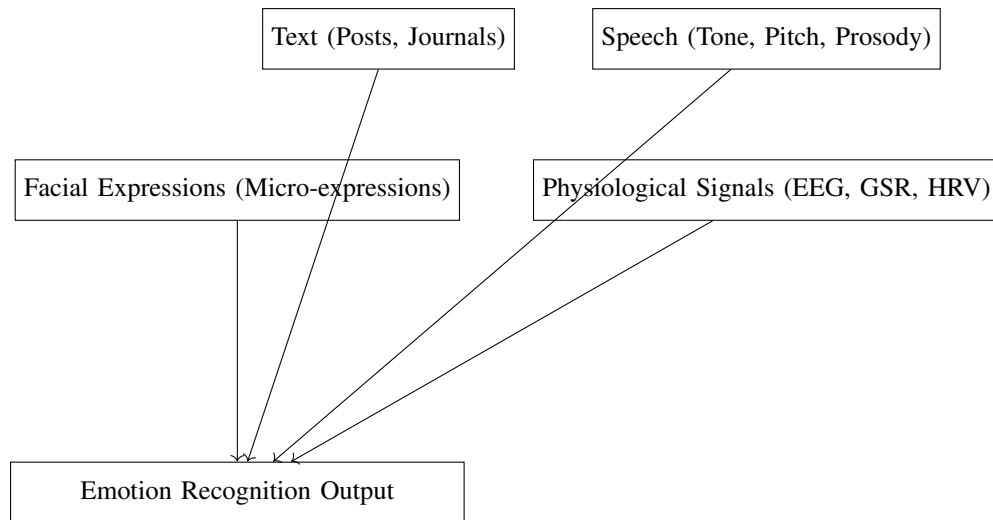 Text (Posts, Journals)
Speech (Tone, Pitch, Prosody)
Facial Expressions (Micro-expressions)
Physiological Signals (EEG, GSR, HRV)
Emotion Recognition Output